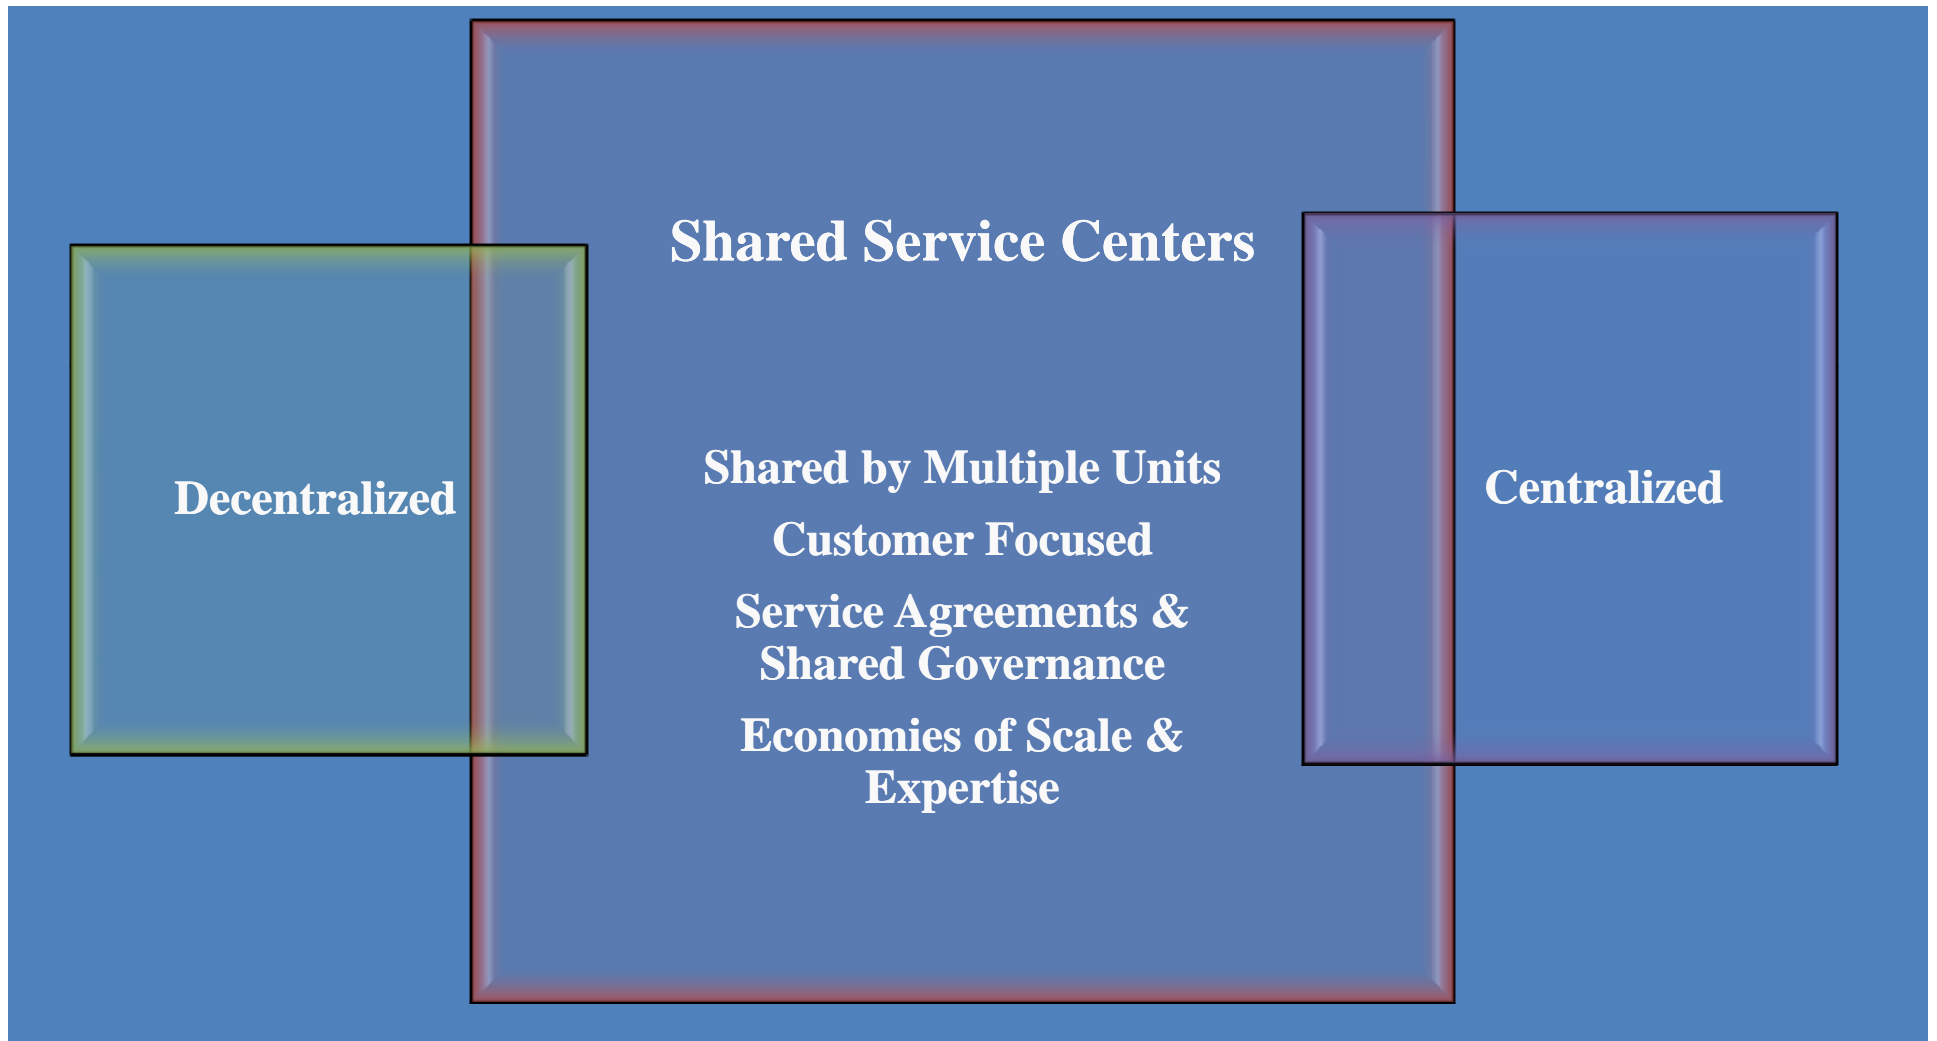 Shared Service Centers
Decentralized
Shared by Multiple Units
Customer Focused
Service Agreements &
Shared Governance
Economies of Scale &
Expertise
Centralized